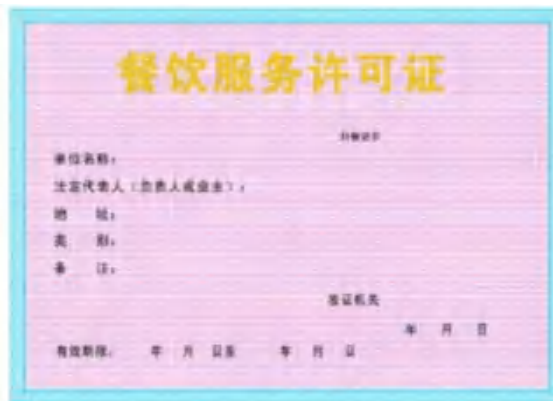 餐饮服务许可证
单位名称：
法定代表人（负责人或业主）：
地 址：
类 别：
备 注：
发证机关
年 月 日
有效期限： 年 月 日至 年 月 日